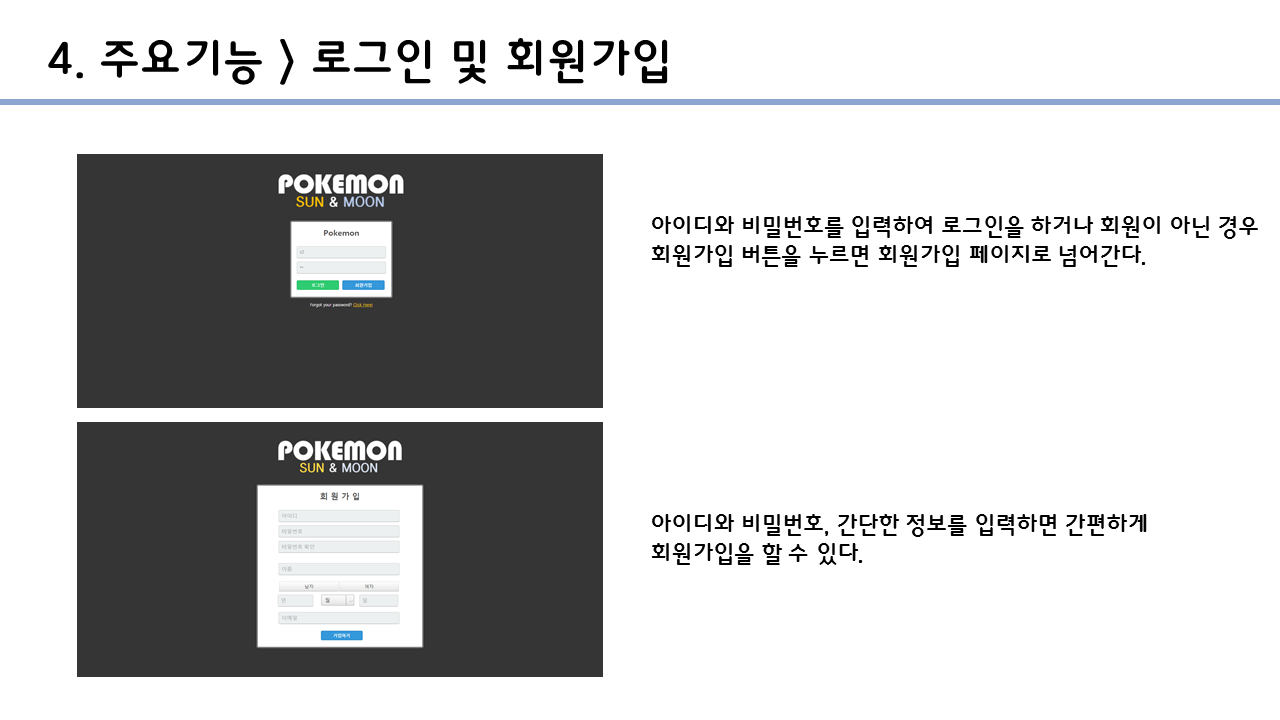 4. 주요기능 > 로그인 및 회원가입
POKEMON
SUN & MOON
Pokemon
로그인 회원가입
Forgot your password? Click Here!
아이디와 비밀번호를 입력하여 로그인을 하거나 회원이 아닌 경우
회원가입 버튼을 누르면 회원가입 페이지로 넘어간다.
POKEMON
SUN & MOON
회 원 가 입
아이디
비밀번호
비밀번호 확인
이름
남자 여자
년 월 일
이메일
가입하기
아이디와 비밀번호, 간단한 정보를 입력하면 간편하게
회원가입을 할 수 있다.